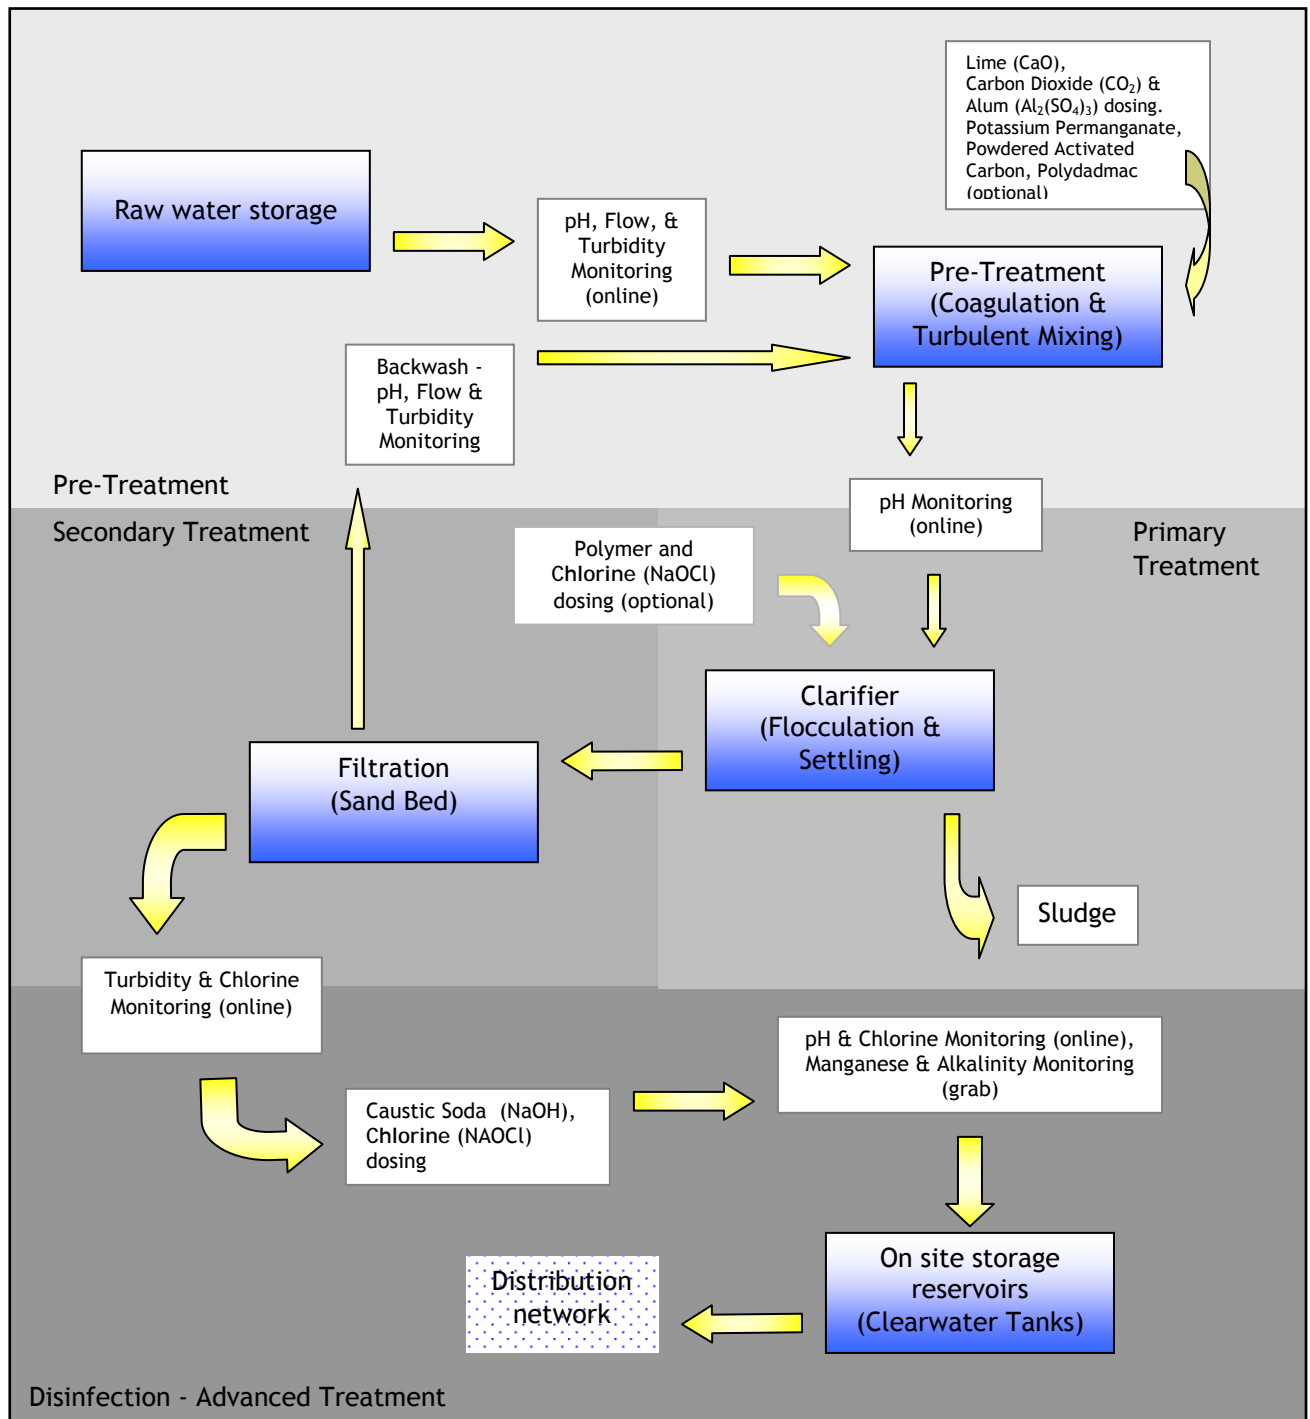 Lime (CaO),
Carbon Dioxide (CO₂) &
Alum (Al₂(SO₄)₃) dosing.
Potassium Permanganate,
Powdered Activated
Carbon, Polydadmac
(optional)
Raw water storage
pH, Flow, &
Turbidity
Monitoring
(online)
Pre-Treatment
(Coagulation &
Turbulent Mixing)
Backwash -
pH, Flow &
Turbidity
Monitoring
Pre-Treatment
pH Monitoring
(online)
Secondary Treatment
Primary
Treatment
Polymer and
Chlorine (NaOCl)
dosing (optional)
Clarifier
(Flocculation &
Settling)
Filtration
(Sand Bed)
Sludge
Turbidity & Chlorine
Monitoring (online)
pH & Chlorine Monitoring (online),
Manganese & Alkalinity Monitoring
(grab)
Caustic Soda  (NaOH),
Chlorine (NAOCl)
dosing
On site storage
reservoirs
(Clearwater Tanks)
Distribution
network
Disinfection - Advanced Treatment